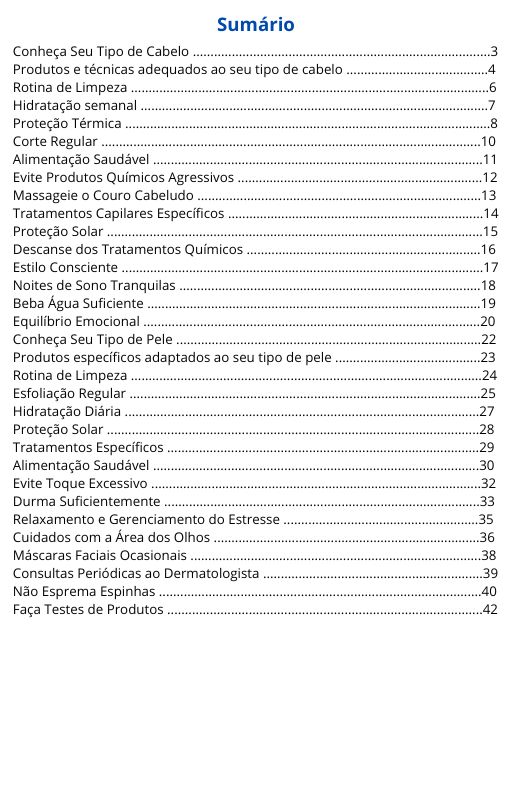 Sumário
Conheça Seu Tipo de Cabelo ....................................................................................3
Produtos e técnicas adequados ao seu tipo de cabelo ........................................4
Rotina de Limpeza .....................................................................................................6
Hidratação semanal ..................................................................................................7
Proteção Térmica .......................................................................................................8
Corte Regular ...........................................................................................................10
Alimentação Saudável .............................................................................................11
Evite Produtos Químicos Agressivos .....................................................................12
Massageie o Couro Cabeludo ................................................................................13
Tratamentos Capilares Específicos ........................................................................14
Proteção Solar ..........................................................................................................15
Descanse dos Tratamentos Químicos ..................................................................16
Estilo Consciente ......................................................................................................17
Noites de Sono Tranquilas .....................................................................................18
Beba Água Suficiente ..............................................................................................19
Equilíbrio Emocional ...............................................................................................20
Conheça Seu Tipo de Pele ......................................................................................22
Produtos específicos adaptados ao seu tipo de pele .........................................23
Rotina de Limpeza ...................................................................................................24
Esfoliação Regular ...................................................................................................25
Hidratação Diária ....................................................................................................27
Proteção Solar .........................................................................................................28
Tratamentos Específicos ........................................................................................29
Alimentação Saudável ............................................................................................30
Evite Toque Excessivo .............................................................................................32
Durma Suficientemente .........................................................................................33
Relaxamento e Gerenciamento do Estresse .......................................................35
Cuidados com a Área dos Olhos ...........................................................................36
Máscaras Faciais Ocasionais ..................................................................................38
Consultas Periódicas ao Dermatologista ..............................................................39
Não Esprema Espinhas ...........................................................................................40
Faça Testes de Produtos .........................................................................................42